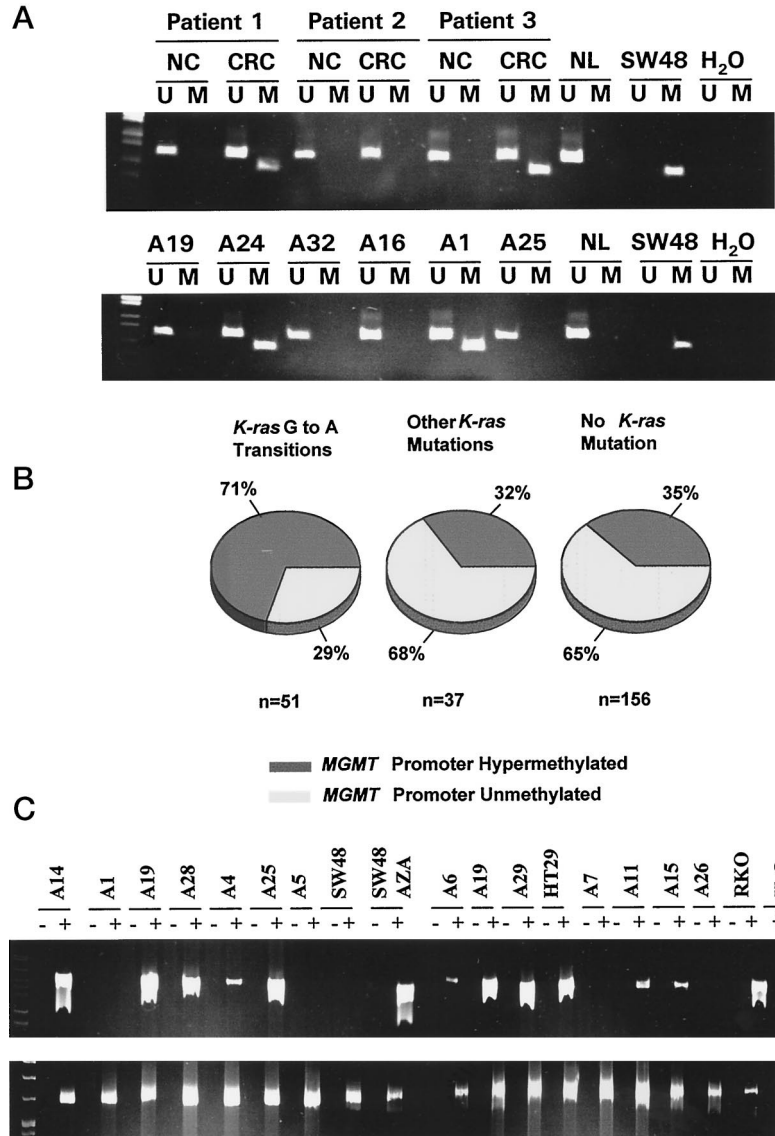 A
Patient 1 Patient 2 Patient 3
NC CRC NC CRC NC CRC NL SW48 H₂O
U M U M U M U M U M U M U M U M U M
A19 A24 A32 A16 A1 A25 NL SW48 H₂O
U M U M U M U M U M U M U M U M U M
B
K-ras G to A Transitions
Other K-ras Mutations
No K-ras Mutation
71%
29%
n=51
32%
68%
n=37
35%
65%
n=156
MGMT Promoter Hypermethylated
MGMT Promoter Unmethylated
C
A14 A1 A19 A28 A4 A25 A5 SW48 SW48 AZA A6 A19 A29 HT29 A7 A11 A15 A26 RKO
- + - + - + - + - + - + - + - + - + - + - + - + - + - + - + - + - + - + -